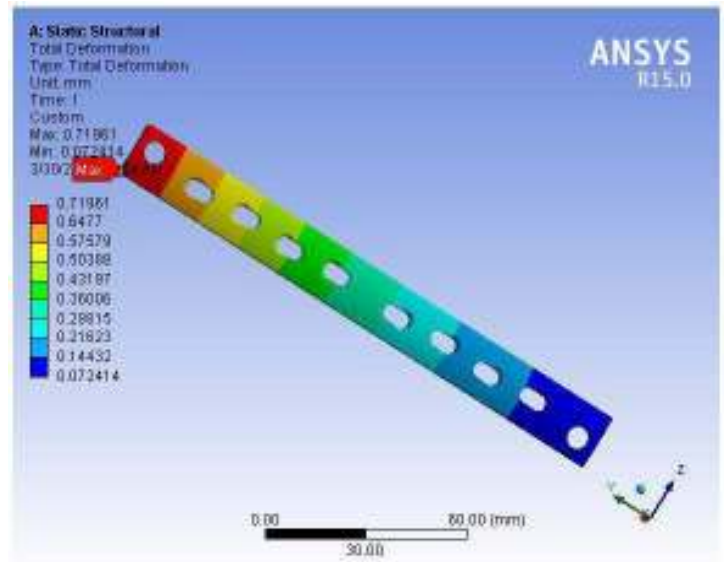 A: Static Structural
Total Deformation
Type: Total Deformation
Unit: mm
Time: 1
Custom
Max: 0.71961
Min: 0.072414
Max
ANSYS
R15.0
0.71961
0.6477
0.57579
0.50388
0.43197
0.36006
0.28815
0.21623
0.14432
0.072414
Z
Y
0.00
60.00 (mm)
30.00